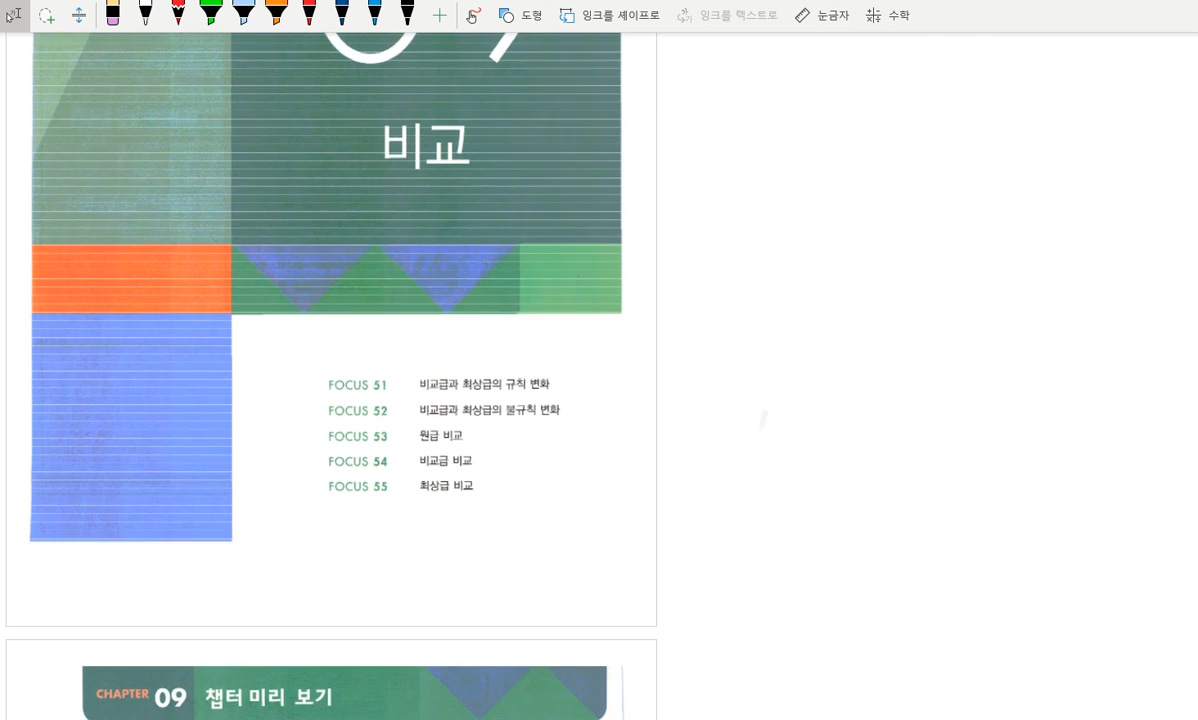 도형 잉크를 셰이프로 잉크를 텍스트로 눈금자 수학
비교
FOCUS 51 비교급과 최상급의 규칙 변화
FOCUS 52 비교급과 최상급의 불규칙 변화
FOCUS 53 원급 비교
FOCUS 54 비교급 비교
FOCUS 55 최상급 비교
CHAPTER 09 챕터 미리 보기